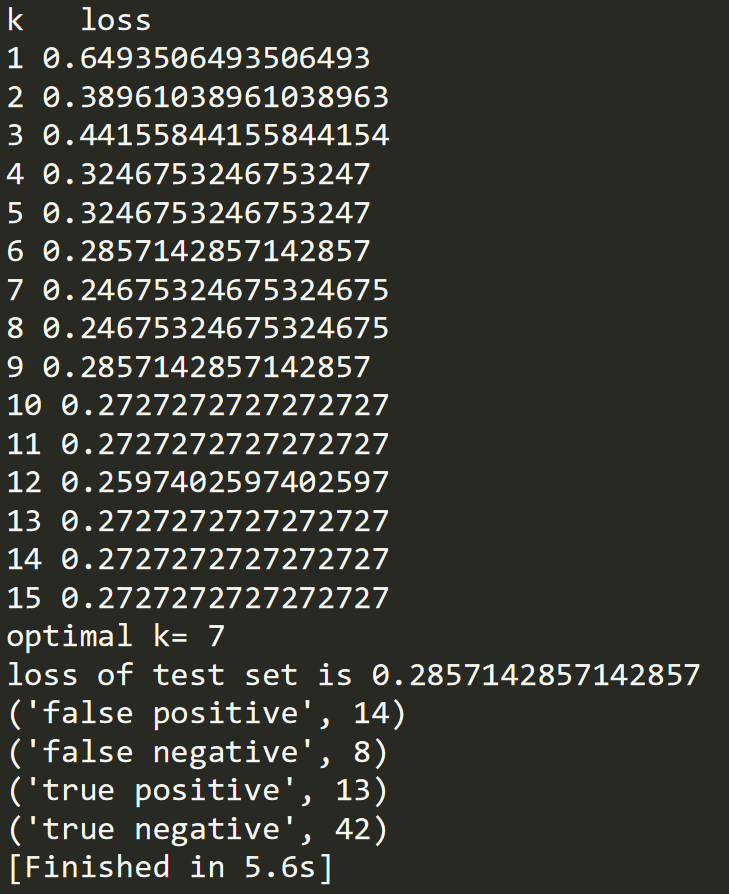 k   loss
1 0.6493506493506493
2 0.38961038961038963
3 0.44155844155844154
4 0.3246753246753247
5 0.3246753246753247
6 0.2857142857142857
7 0.24675324675324675
8 0.24675324675324675
9 0.2857142857142857
10 0.2727272727272727
11 0.2727272727272727
12 0.2597402597402597
13 0.2727272727272727
14 0.2727272727272727
15 0.2727272727272727
optimal k= 7
loss of test set is 0.2857142857142857
('false positive', 14)
('false negative', 8)
('true positive', 13)
('true negative', 42)
[Finished in 5.6s]